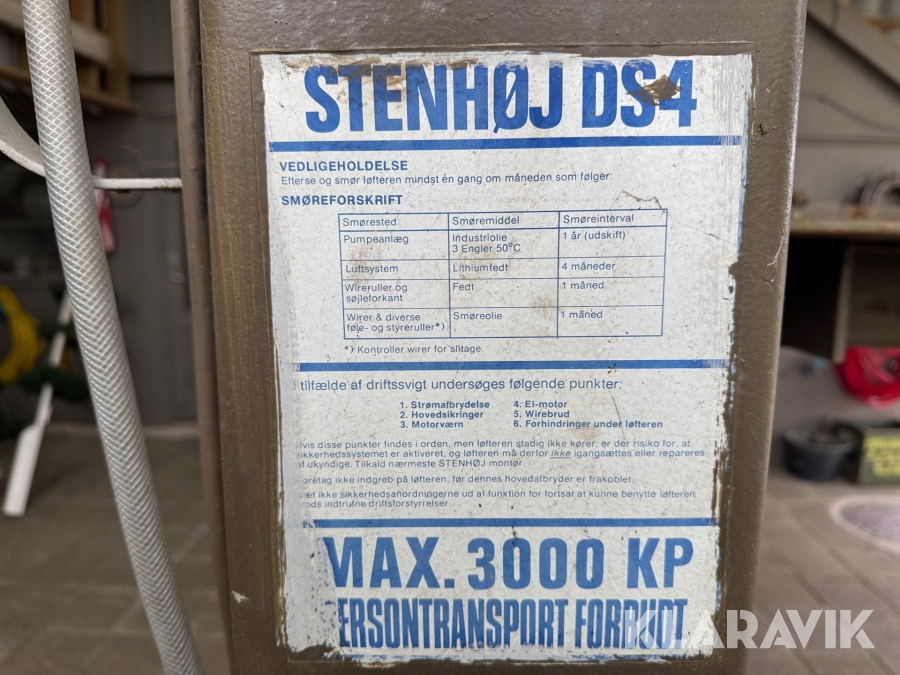 STENHØJ DS4
VEDLIGEHOLDELSE
Efterse og smør løfteren mindst én gang om måneden som følger:
SMØREFORSKRIFT
Smørested Smøremiddel Smøreinterval
Pumpeanlæg Industriolie 1 år (udskift)
3 Engler 50°C
Luftsystem Lithiumfedt 4 måneder
Wireruller og Fedt 1 måned
søjleforkant
Wirer & diverse Smøreolie 1 måned
føle- og styreruller*)
*) Kontroller wirer for slitage.
tilfælde af driftssvigt undersøges følgende punkter:
1. Strømafbrydelse 4. El-motor
2. Hovedsikringer 5. Wirebrud
3. Motorværn 6. Forhindringer under løfteren
vis disse punkter findes i orden, men løfteren stadig ikke kører, er der risiko for, at
ikkerhedssystemet er aktiveret, og løfteren må derfor ikke igangsættes eller repareres
f ukyndige. Tilkald nærmeste STENHØJ montør.
oretag ikke indgreb på løfteren, før dennes hovedafbryder er frakoblet.
æt ikke sikkerhedsanordningerne ud af funktion for fortsat at kunne benytte løfteren
ods indtrufne driftsforstyrrelser.
MAX. 3000 KP
ERSONTRANSPORT FORBUDT
KLARAVIK